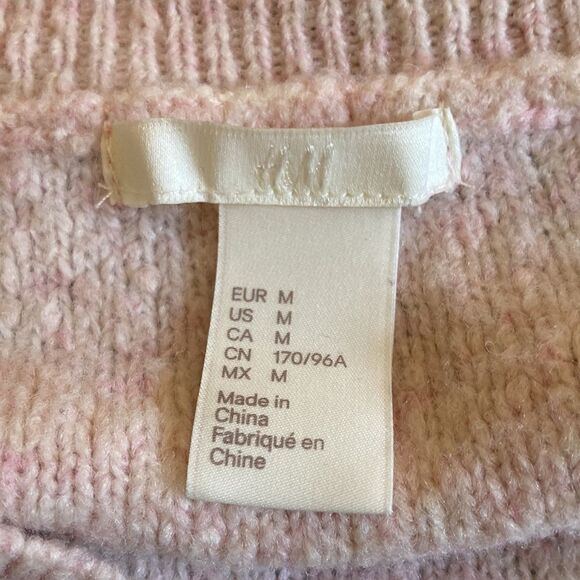 H&M
EUR M
US M
CA M
CN 170/96A
MX M
Made in
China
Fabriqué en
Chine